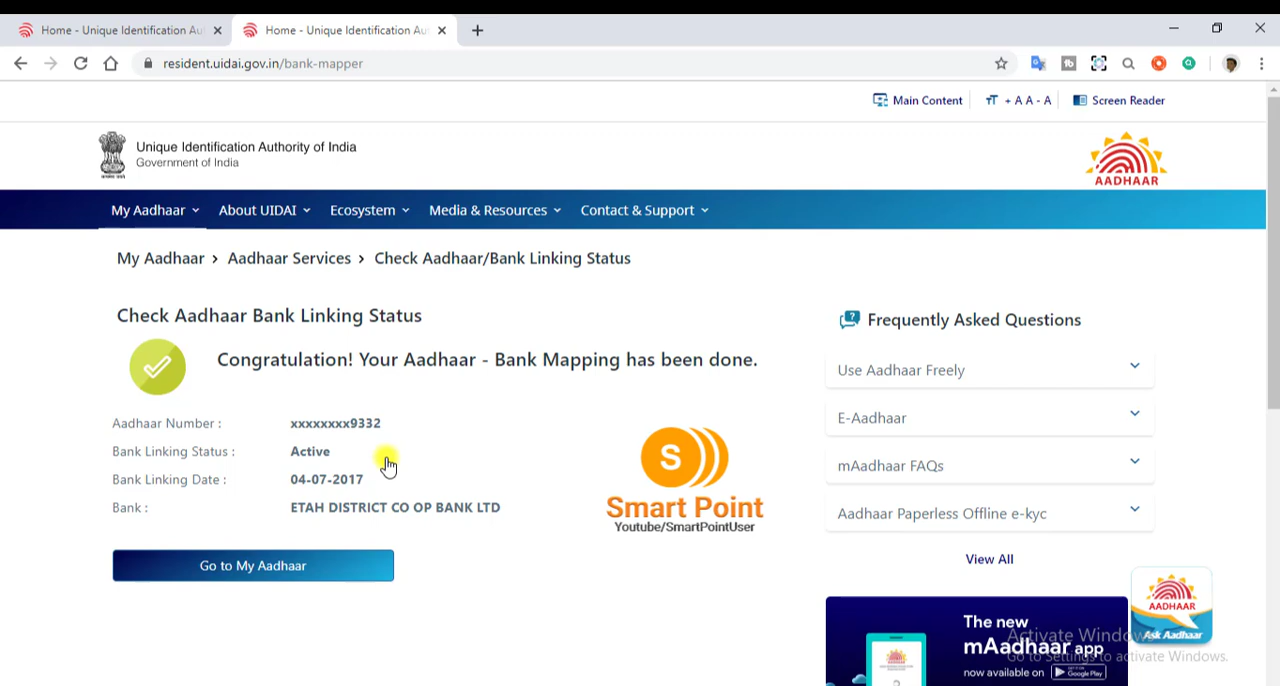 Home - Unique Identification Au
Home - Unique Identification Au
resident.uidai.gov.in/bank-mapper
Main Content
+ A A - A
Screen Reader
Unique Identification Authority of India
Government of India
AADHAAR
My Aadhaar
About UIDAI
Ecosystem
Media & Resources
Contact & Support
My Aadhaar > Aadhaar Services > Check Aadhaar/Bank Linking Status
Check Aadhaar Bank Linking Status
Congratulation! Your Aadhaar - Bank Mapping has been done.
Aadhaar Number : xxxxxxxx9332
Bank Linking Status : Active
Bank Linking Date : 04-07-2017
Bank : ETAH DISTRICT CO OP BANK LTD
Go to My Aadhaar
S
Smart Point
Youtube/SmartPointUser
Frequently Asked Questions
Use Aadhaar Freely
E-Aadhaar
mAadhaar FAQs
Aadhaar Paperless Offline e-kyc
View All
The new
mAadhaar app
now available on
Google Play
AADHAAR
Ask Aadhaar
Activate Windows
Go to Settings to activate Windows.